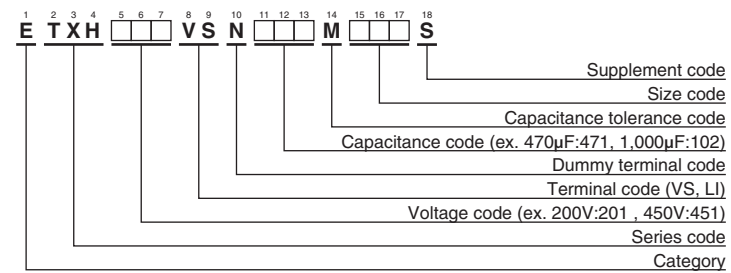 1 2 3 4 5 6 7 8 9 10 11 12 13 14 15 16 17 18
E TXH □□□ VS N □□□ M □□□ S
Supplement code
Size code
Capacitance tolerance code
Capacitance code (ex. 470µF:471, 1,000µF:102)
Dummy terminal code
Terminal code (VS, LI)
Voltage code (ex. 200V:201 , 450V:451)
Series code
Category